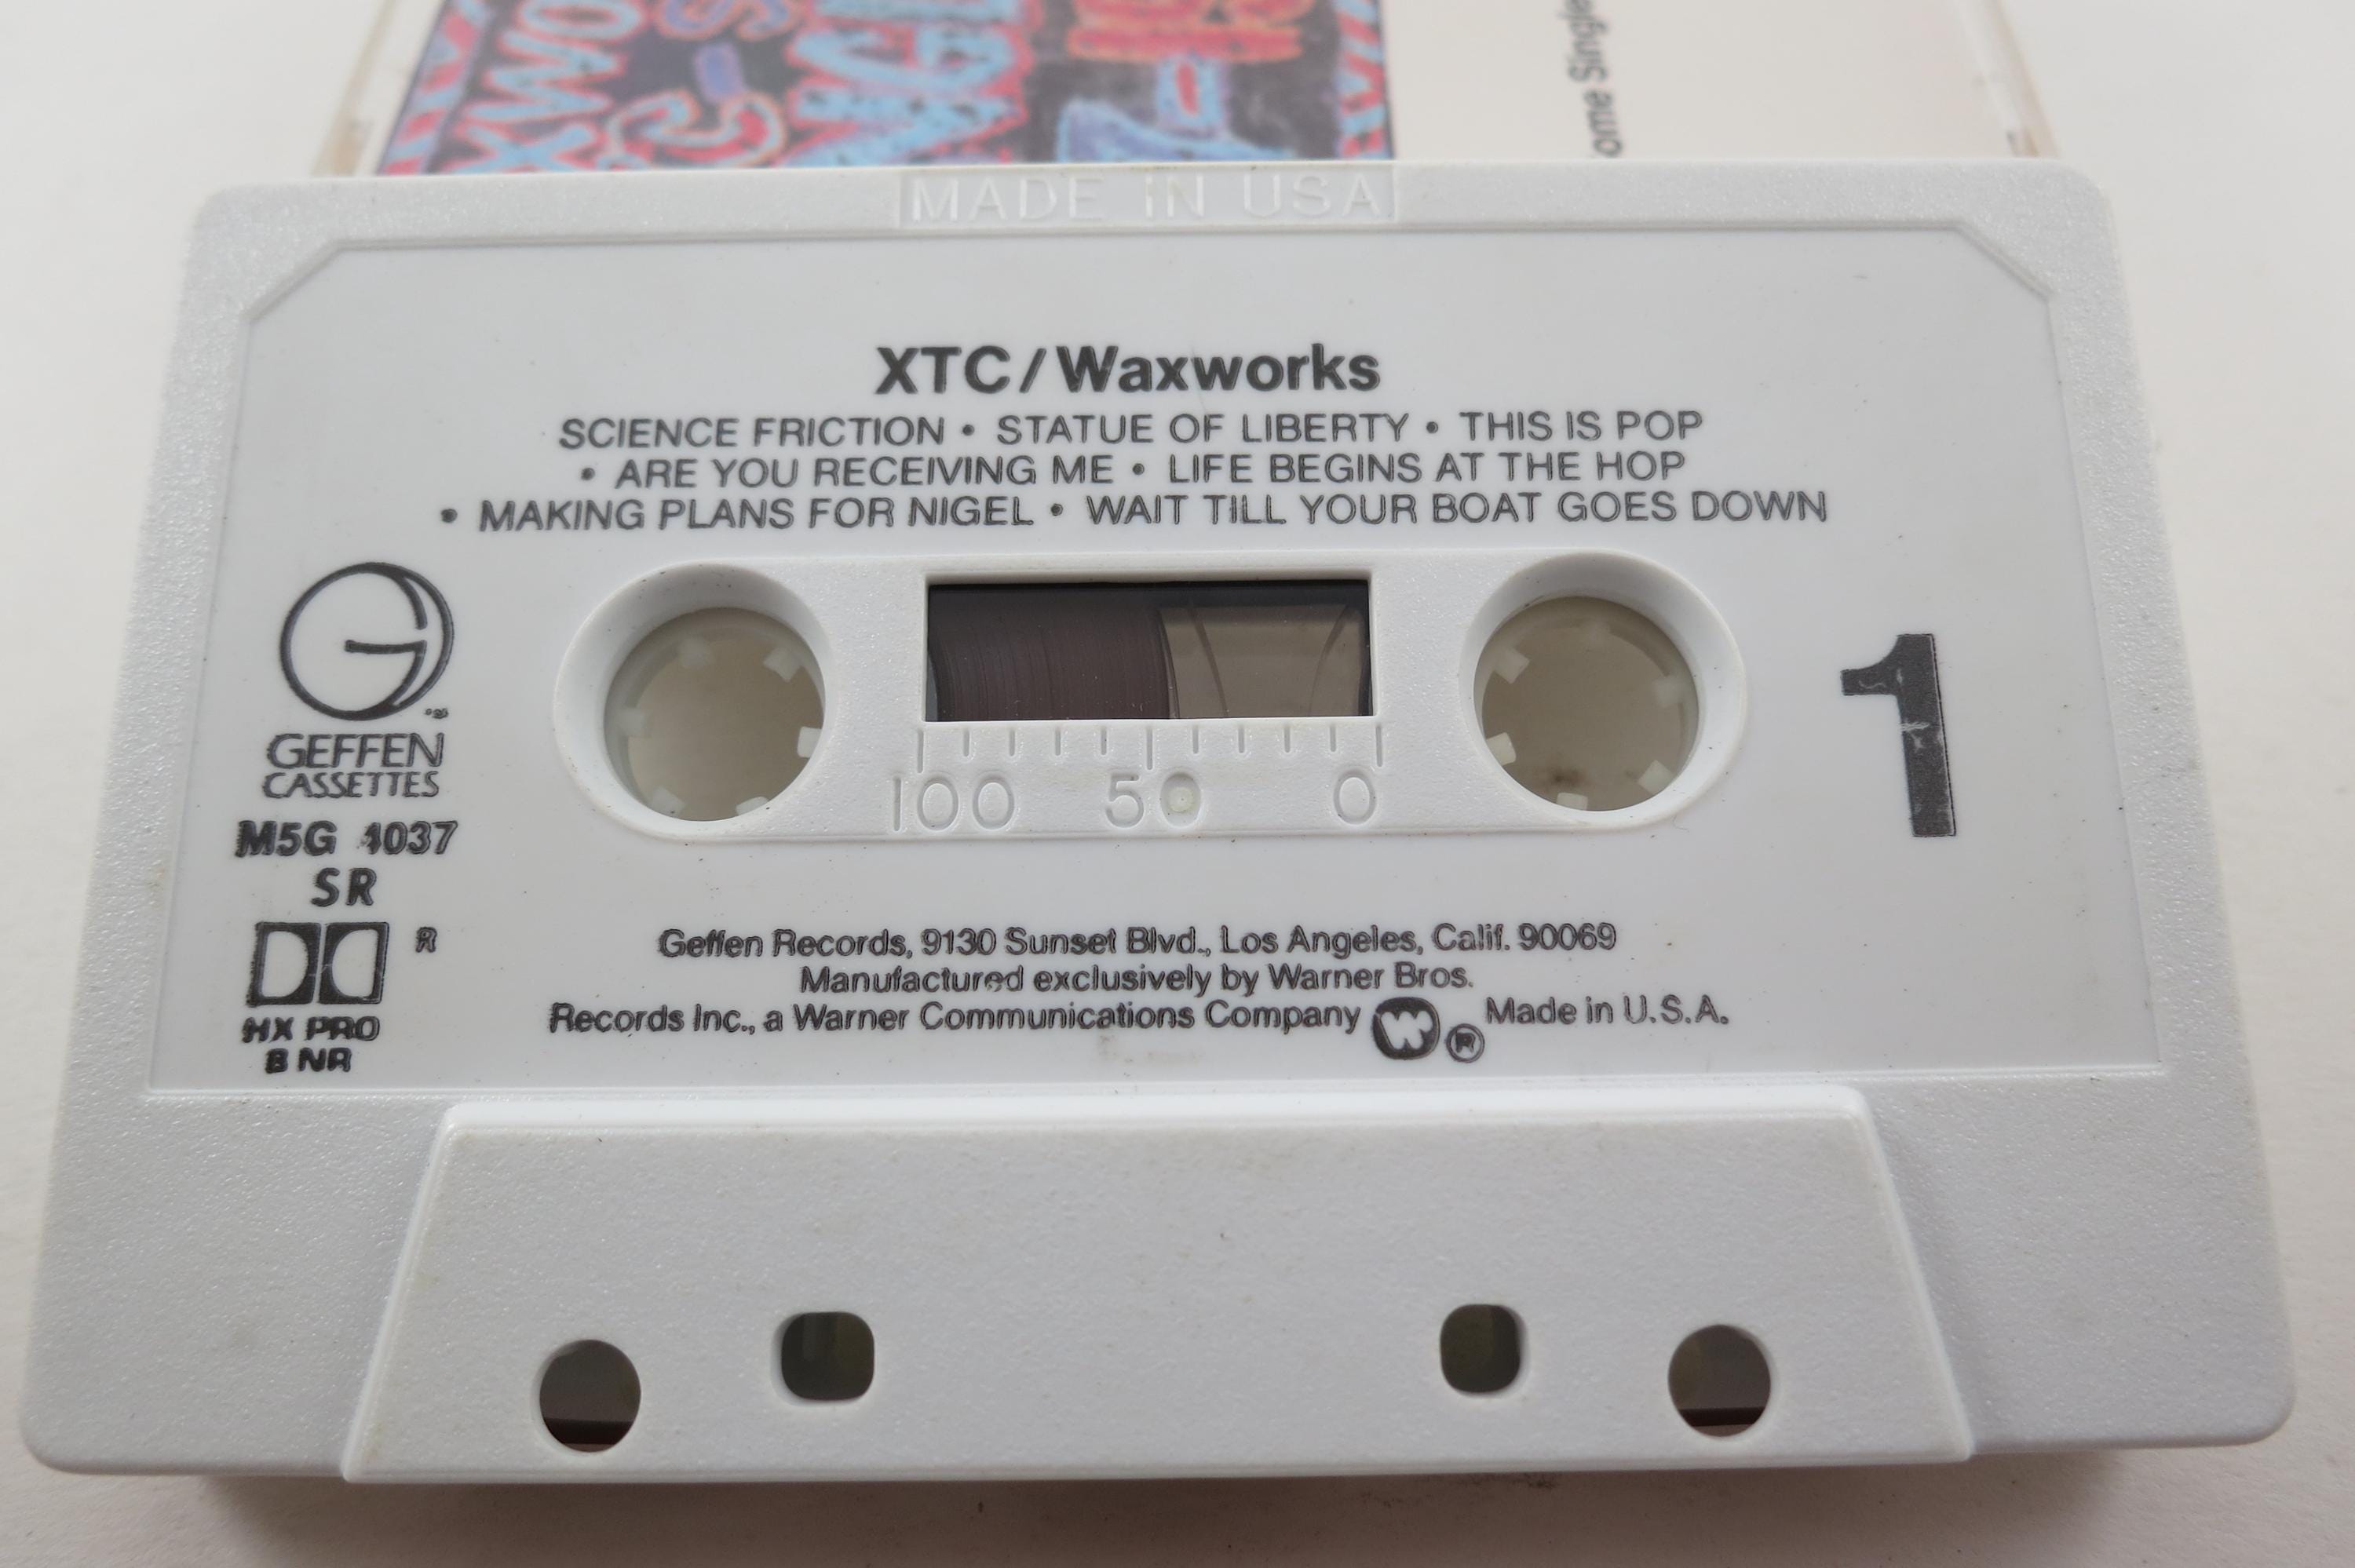 ome Single
MADE IN USA
XTC/Waxworks
SCIENCE FRICTION • STATUE OF LIBERTY • THIS IS POP
• ARE YOU RECEIVING ME • LIFE BEGINS AT THE HOP
• MAKING PLANS FOR NIGEL • WAIT TILL YOUR BOAT GOES DOWN
GEFFEN
CASSETTES
M5G 4037
SR
R
HX PRO
B NR
100 50 0
1
Geffen Records, 9130 Sunset Blvd., Los Angeles, Calif. 90069
Manufactured exclusively by Warner Bros.
Records Inc., a Warner Communications Company W ® Made in U.S.A.